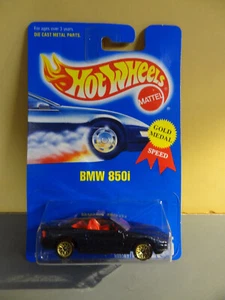 For ages over 3 years.
DIE CAST METAL PARTS.
Hot Wheels
MATTEL
GOLD
MEDAL
SPEED
BMW 850i